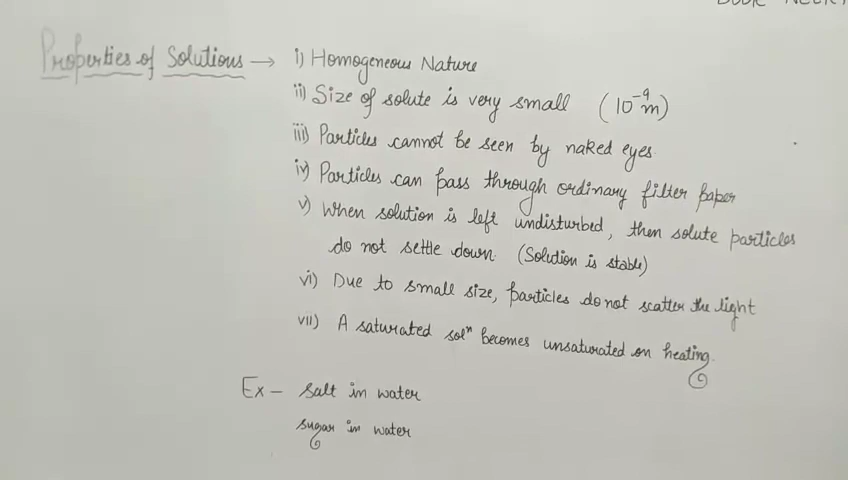 Properties of Solutions → i) Homogeneous Nature
ii) Size of solute is very small (10⁻⁹m)
iii) Particles cannot be seen by naked eyes.
iv) Particles can pass through ordinary filter paper
v) When solution is left undisturbed, then solute particles
do not settle down. (Solution is stable)
vi) Due to small size, particles do not scatter the light
vii) A saturated solⁿ becomes unsaturated on heating.
Ex – Salt in water
sugar in water